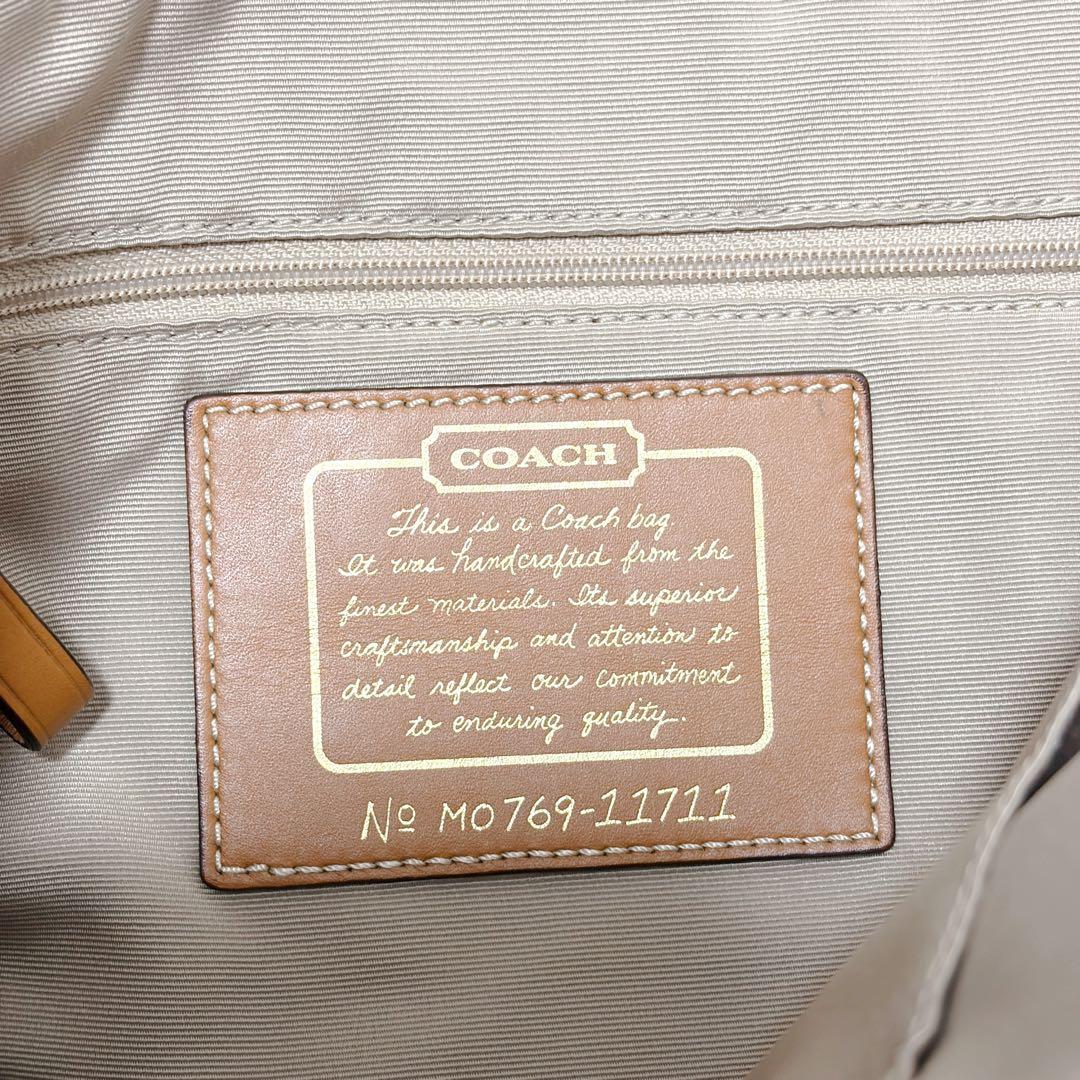 COACH
This is a Coach bag.
It was handcrafted from the
finest materials. Its superior
craftsmanship and attention to
detail reflect our commitment
to enduring quality.
Nº MO769-11711